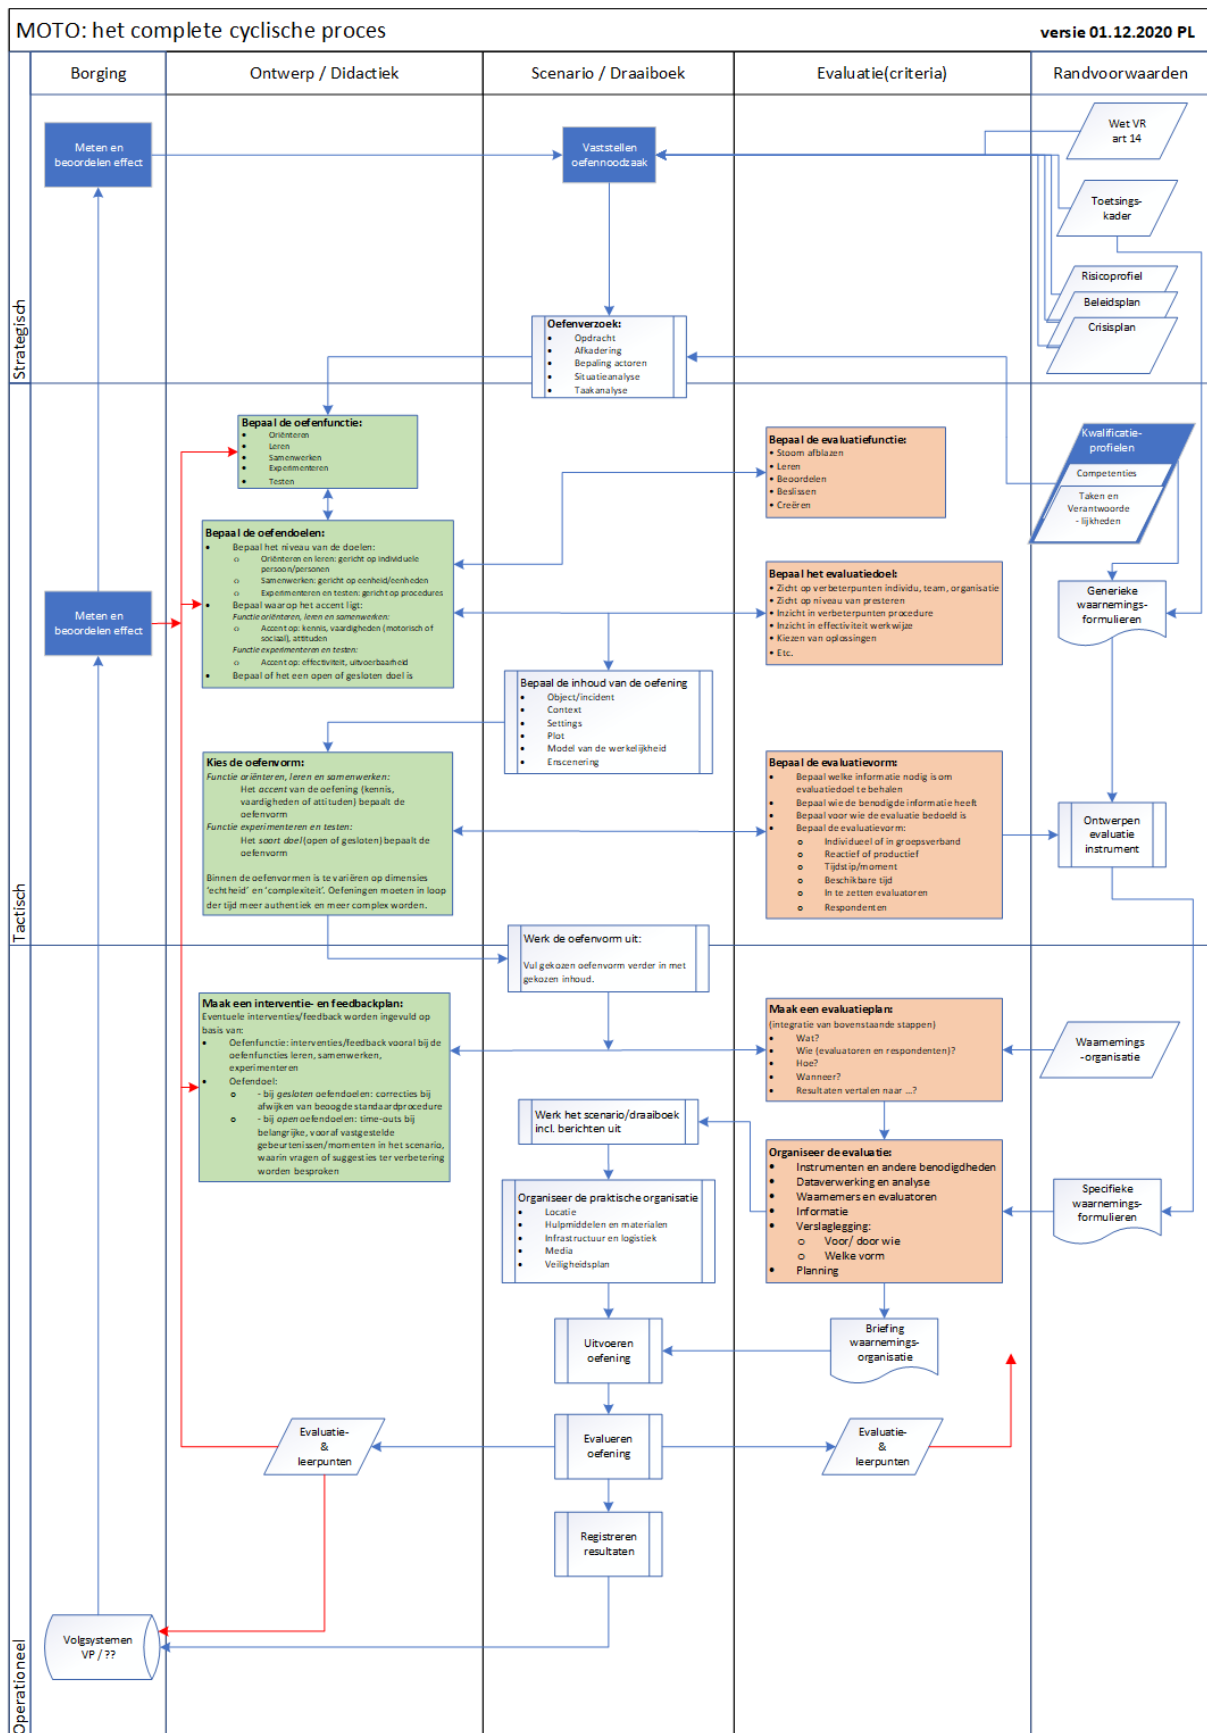 MOTO: het complete cyclische proces
versie 01.12.2020 PL
Borging
Ontwerp / Didactiek
Scenario / Draaiboek
Evaluatie(criteria)
Randvoorwaarden
Strategisch
Meten en
beoordelen effect
Vaststellen
oefennoodzaak
Wet VR
art 14
Toetsings-
kader
Risicoprofiel
Beleidsplan
Crisisplan
Oefenverzoek:
• Opdracht
• Afkadering
• Bepaling actoren
• Situatieanalyse
• Taakanalyse
Tactisch
Bepaal de oefenfunctie:
• Oriënteren
• Leren
• Samenwerken
• Experimenteren
• Testen
Bepaal de evaluatiefunctie:
• Stoom afblazen
• Leren
• Beoordelen
• Beslissen
• Creëren
Kwalificatie-
profielen
Competenties
Taken en
Verantwoorde
- lijkheden
Bepaal de oefendoelen:
• Bepaal het niveau van de doelen:
o Oriënteren en leren: gericht op individuele
persoon/personen
o Samenwerken: gericht op eenheid/eenheden
o Experimenteren en testen: gericht op procedures
• Bepaal waarop het accent ligt:
Functie oriënteren, leren en samenwerken:
o Accent op: kennis, vaardigheden (motorisch of
sociaal), attituden
Functie experimenteren en testen:
o Accent op: effectiviteit, uitvoerbaarheid
• Bepaal of het een open of gesloten doel is
Meten en
beoordelen effect
Bepaal het evaluatiedoel:
• Zicht op verbeterpunten individu, team, organisatie
• Zicht op niveau van presteren
• Inzicht in verbeterpunten procedure
• Inzicht in effectiviteit werkwijze
• Kiezen van oplossingen
• Etc.
Generieke
waarnemings-
formulieren
Bepaal de inhoud van de oefening
• Object/incident
• Context
• Settings
• Plot
• Model van de werkelijkheid
• Enscenering
Kies de oefenvorm:
Functie oriënteren, leren en samenwerken:
Het accent van de oefening (kennis,
vaardigheden of attituden) bepaalt de
oefenvorm
Functie experimenteren en testen:
Het soort doel (open of gesloten) bepaalt de
oefenvorm
Binnen de oefenvormen is te variëren op dimensies
‘echtheid’ en ‘complexiteit’. Oefeningen moeten in loop
der tijd meer authentiek en meer complex worden.
Bepaal de evaluatievorm:
• Bepaal welke informatie nodig is om
evaluatiedoel te behalen
• Bepaal wie de benodigde informatie heeft
• Bepaal voor wie de evaluatie bedoeld is
• Bepaal de evaluatievorm:
o Individueel of in groepsverband
o Reactief of productief
o Tijdstip/moment
o Beschikbare tijd
o In te zetten evaluatoren
o Respondenten
Ontwerpen
evaluatie
instrument
Werk de oefenvorm uit:
Vul gekozen oefenvorm verder in met
gekozen inhoud.
Operationeel
Maak een interventie- en feedbackplan:
Eventuele interventies/feedback worden ingevuld op
basis van:
• Oefenfunctie: interventies/feedback vooral bij de
oefenfuncties leren, samenwerken,
experimenteren
• Oefendoel:
o - bij gesloten oefendoelen: correcties bij
afwijken van beoogde standaardprocedure
o - bij open oefendoelen: time-outs bij
belangrijke, vooraf vastgestelde
gebeurtenissen/momenten in het scenario,
waarin vragen of suggesties ter verbetering
worden besproken
Maak een evaluatieplan:
(integratie van bovenstaande stappen)
• Wat?
• Wie (evaluatoren en respondenten)?
• Hoe?
• Wanneer?
• Resultaten vertalen naar ...?
Waarnemings
-organisatie
Werk het scenario/draaiboek
incl. berichten uit
Organiseer de evaluatie:
• Instrumenten en andere benodigdheden
• Dataverwerking en analyse
• Waarnemers en evaluatoren
• Informatie
• Verslaglegging:
o Voor/ door wie
o Welke vorm
• Planning
Specifieke
waarnemings-
formulieren
Organiseer de praktische organisatie
• Locatie
• Hulpmiddelen en materialen
• Infrastructuur en logistiek
• Media
• Veiligheidsplan
Uitvoeren
oefening
Briefing
waarnemings-
organisatie
Evaluatie-
&
leerpunten
Evalueren
oefening
Evaluatie-
&
leerpunten
Registreren
resultaten
Volgsystemen
VP / ??